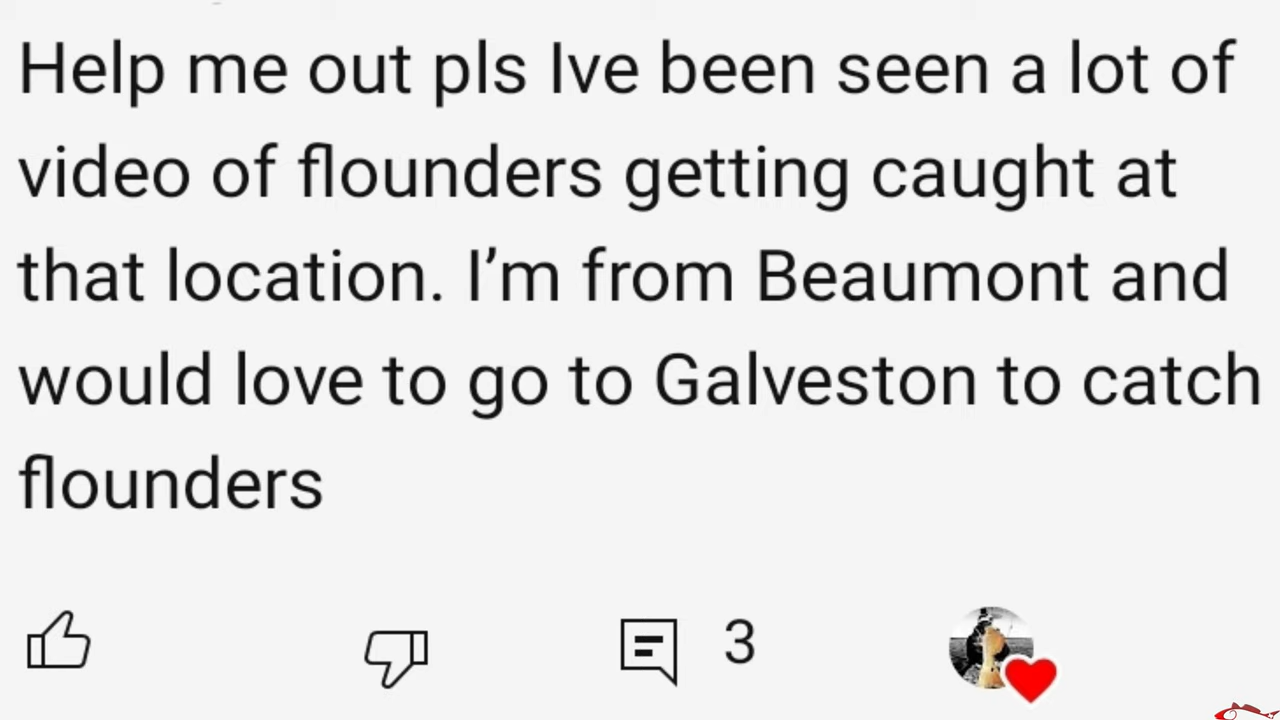 Help me out pls Ive been seen a lot of
video of flounders getting caught at
that location. I’m from Beaumont and
would love to go to Galveston to catch
flounders
3